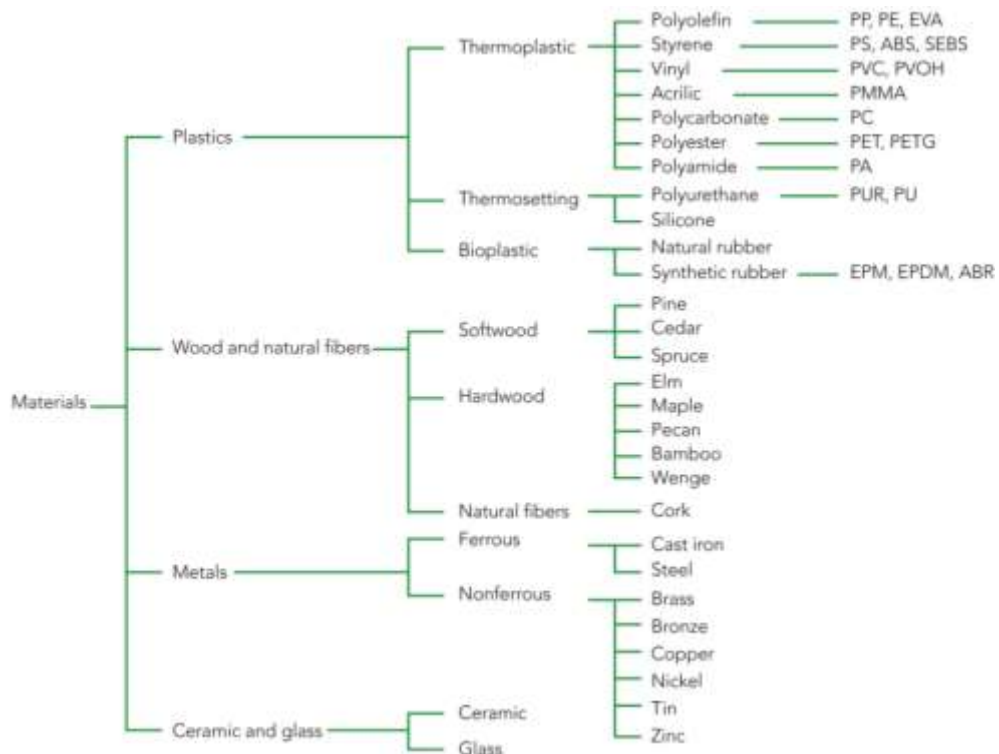 Polyolefin PP, PE, EVA
Thermoplastic Styrene PS, ABS, SEBS
Vinyl PVC, PVOH
Acrilic PMMA
Plastics Polycarbonate PC
Polyester PET, PETG
Polyamide PA
Thermosetting Polyurethane PUR, PU
Silicone
Bioplastic Natural rubber
Synthetic rubber EPM, EPDM, ABR
Pine
Wood and natural fibers Softwood Cedar
Spruce
Elm
Materials Hardwood Maple
Pecan
Bamboo
Wenge
Natural fibers Cork
Ferrous Cast iron
Metals Steel
Nonferrous Brass
Bronze
Copper
Nickel
Ceramic Tin
Ceramic and glass Zinc
Glass